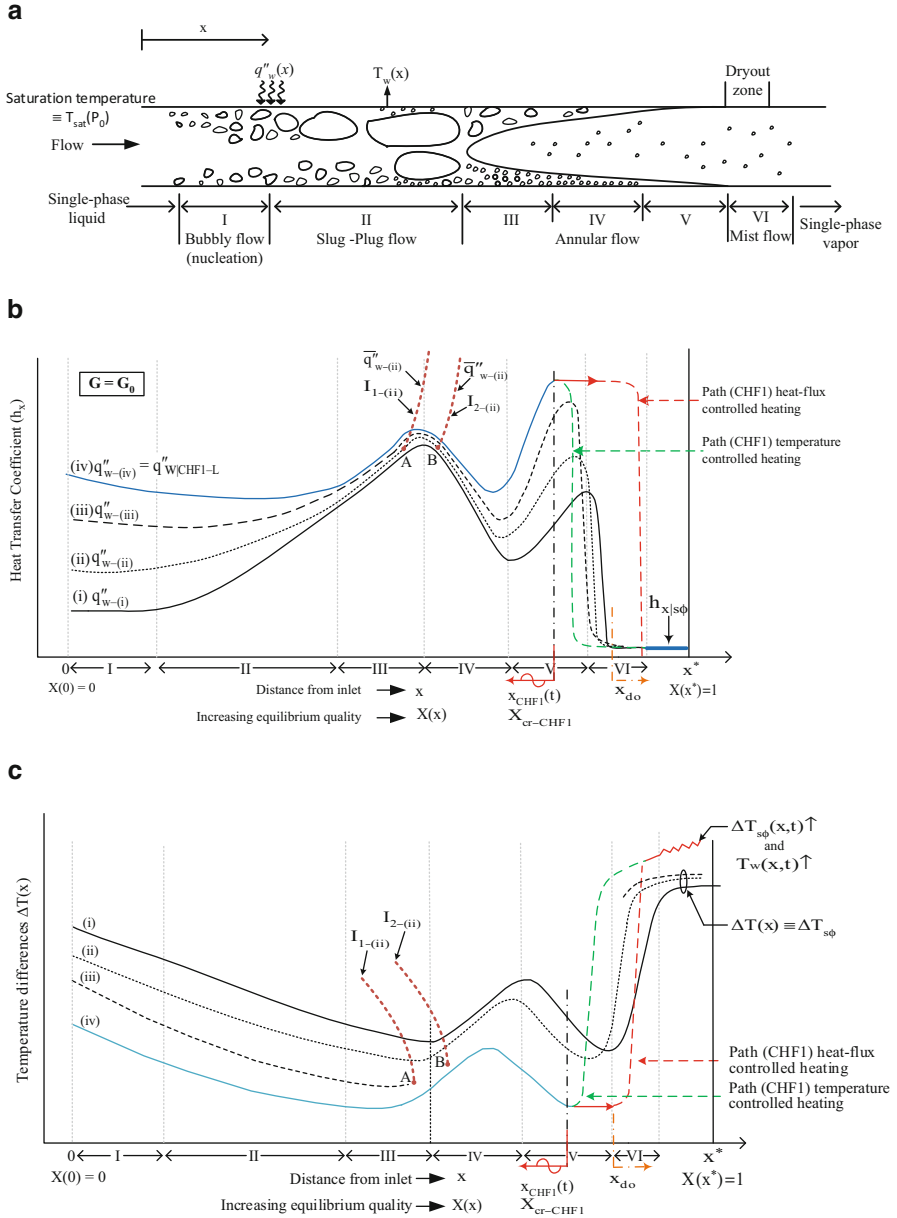 a
x
q″w(x)
Tw(x)
Dryout
zone
Saturation temperature
≡ Tsat(P0)
Flow
Single-phase
liquid
I
Bubbly flow
(nucleation)
II
Slug -Plug flow
III
IV
Annular flow
V
VI
Mist flow
Single-phase
vapor
b
G = G0
q̅″w–(ii)
I1–(ii)
q̅″w–(ii)
I2–(ii)
Path (CHF1) heat-flux
controlled heating
Path (CHF1) temperature
controlled heating
A
B
(iv) q″w–(iv) = q″W|CHF1–L
(iii) q″w–(iii)
(ii) q″w–(ii)
(i) q″w–(i)
hx|sϕ
Heat Transfer Coefficient (hx)
0
I
II
III
IV
V
VI
x*
X(0) = 0
Distance from inlet
x
xCHF1(t)
xdo
X(x*)=1
Increasing equilibrium quality
X(x)
Xcr–CHF1
c
ΔTsϕ(x,t)↑
and
Tw(x,t)↑
ΔT(x) ≡ ΔTsϕ
(i)
(ii)
(iii)
(iv)
I1–(ii)
I2–(ii)
A
B
Path (CHF1) heat-flux
controlled heating
Path (CHF1) temperature
controlled heating
Temperature differences ΔT(x)
I
II
III
IV
V
VI
x*
X(0) = 0
Distance from inlet
x
xCHF1(t)
xdo
X(x*)=1
Increasing equilibrium quality
X(x)
Xcr–CHF1